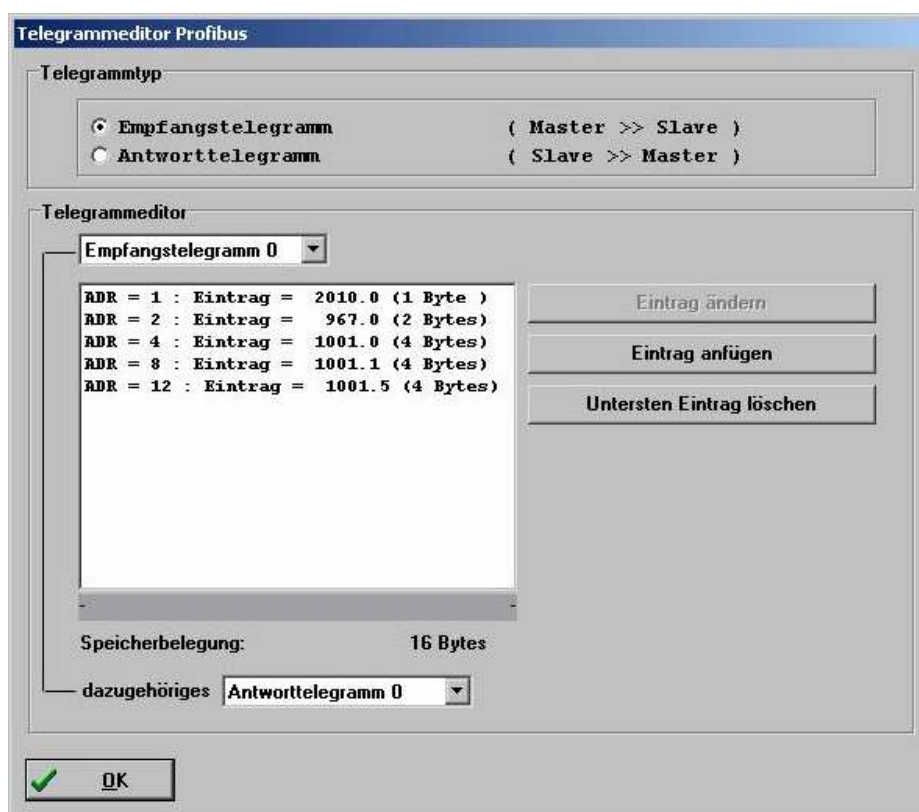 Telegrammeditor Profibus
Telegrammtyp
Empfangstelegramm ( Master >> Slave )
Antworttelegramm ( Slave >> Master )
Telegrammeditor
Empfangstelegramm 0
ADR = 1 : Eintrag = 2010.0 (1 Byte )
ADR = 2 : Eintrag = 967.0 (2 Bytes)
ADR = 4 : Eintrag = 1001.0 (4 Bytes)
ADR = 8 : Eintrag = 1001.1 (4 Bytes)
ADR = 12 : Eintrag = 1001.5 (4 Bytes)
Eintrag ändern
Eintrag anfügen
Untersten Eintrag löschen
- -
Speicherbelegung: 16 Bytes
dazugehöriges Antworttelegramm 0
OK